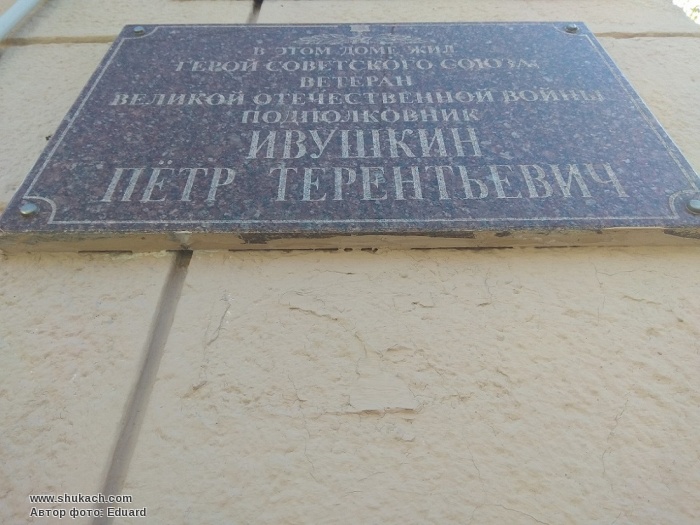 В ЭТОМ ДОМЕ ЖИЛ
ГЕРОЙ СОВЕТСКОГО СОЮЗА
ВЕТЕРАН
ВЕЛИКОЙ ОТЕЧЕСТВЕННОЙ ВОЙНЫ
ПОДПОЛКОВНИК
ИВУШКИН
ПЁТР ТЕРЕНТЬЕВИЧ
www.shukach.com
Автор фото: Eduard